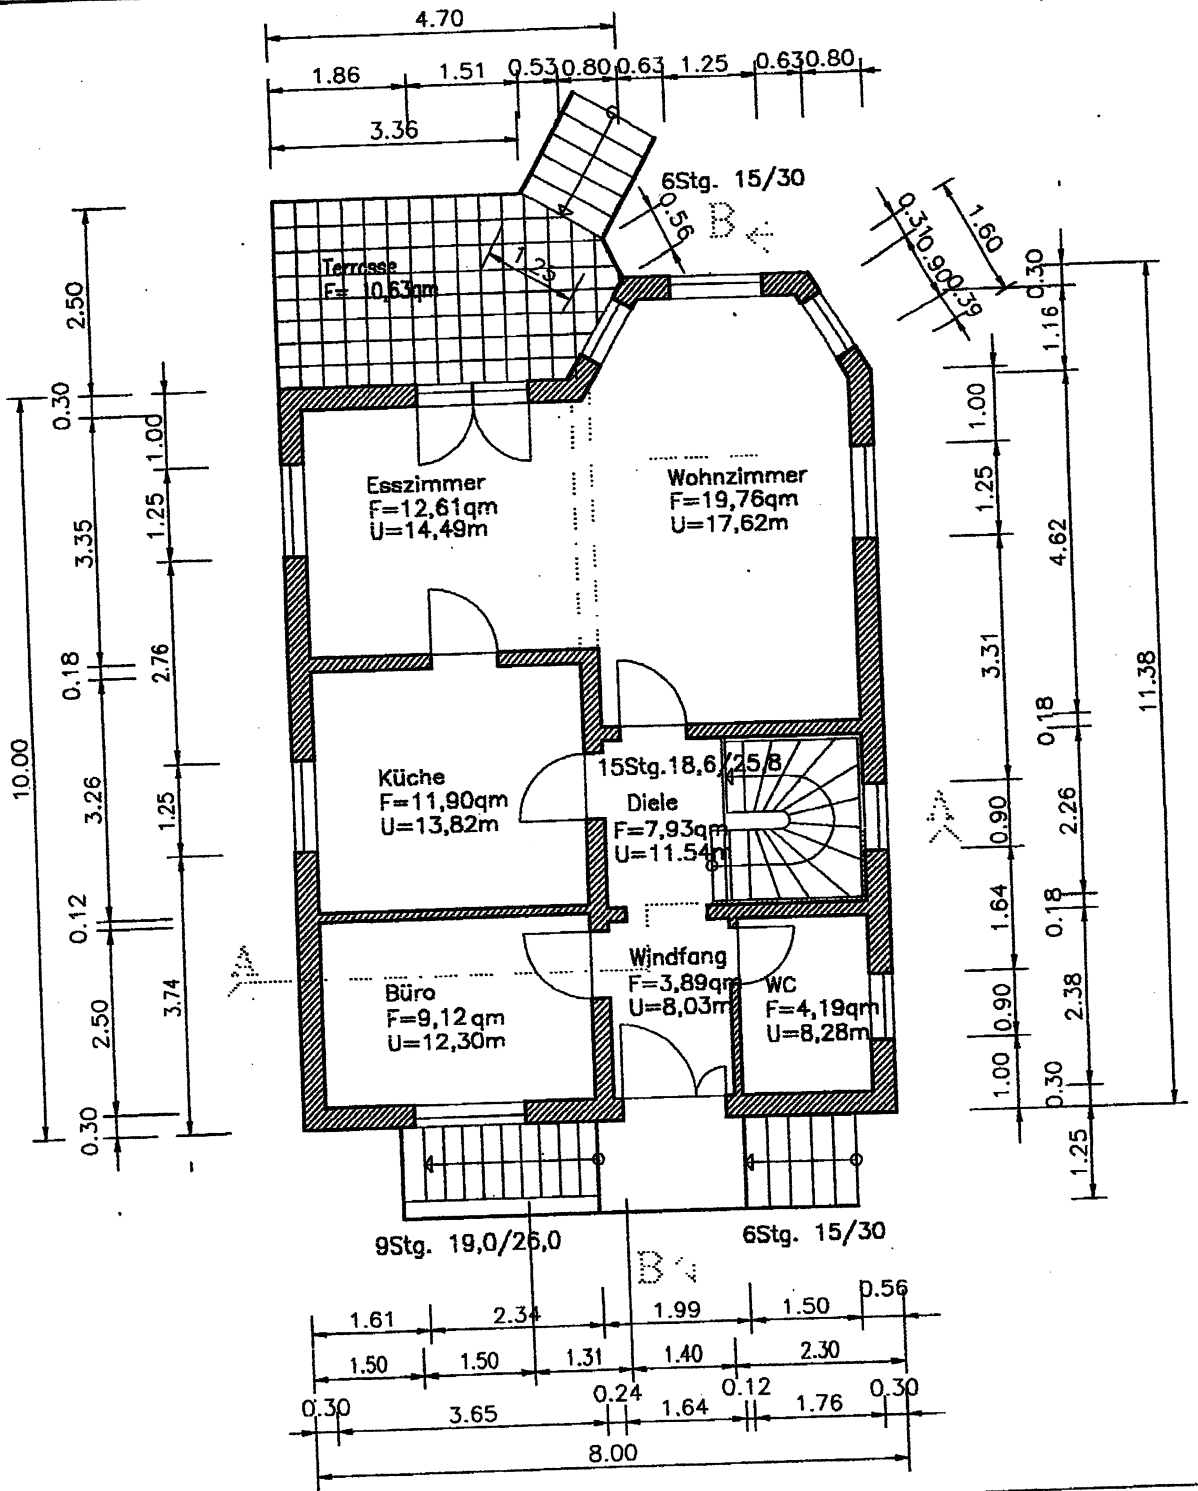 4.70
1.86 1.51 0.53 0.80 0.63 1.25 0.63 0.80
3.36
6Stg. 15/30
0.56
B
0.31 0.90 0.39
1.60
1.25
Terrasse
F= 10,63qm
2.50
0.30
3.35
0.18
3.26
0.12
2.50
0.30
10.00
1.00
1.25
2.76
1.25
3.74
0.30
1.16
4.62
0.18
2.26
0.18
2.38
0.30
1.25
11.38
1.00
1.25
3.31
0.90
1.64
0.90
1.00
Esszimmer
F=12,61qm
U=14,49m
Wohnzimmer
F=19,76qm
U=17,62m
Küche
F=11,90qm
U=13,82m
15Stg.18,6/25,8
Diele
F=7,93qm
U=11.54m
A
A
Büro
F=9,12qm
U=12,30m
Windfang
F=3,89qm
U=8,03m
WC
F=4,19qm
U=8,28m
9Stg. 19,0/26,0
6Stg. 15/30
B
1.61 2.34 1.99 1.50 0.56
1.50 1.50 1.31 1.40 2.30
0.30 3.65 0.24 1.64 0.12 1.76 0.30
8.00